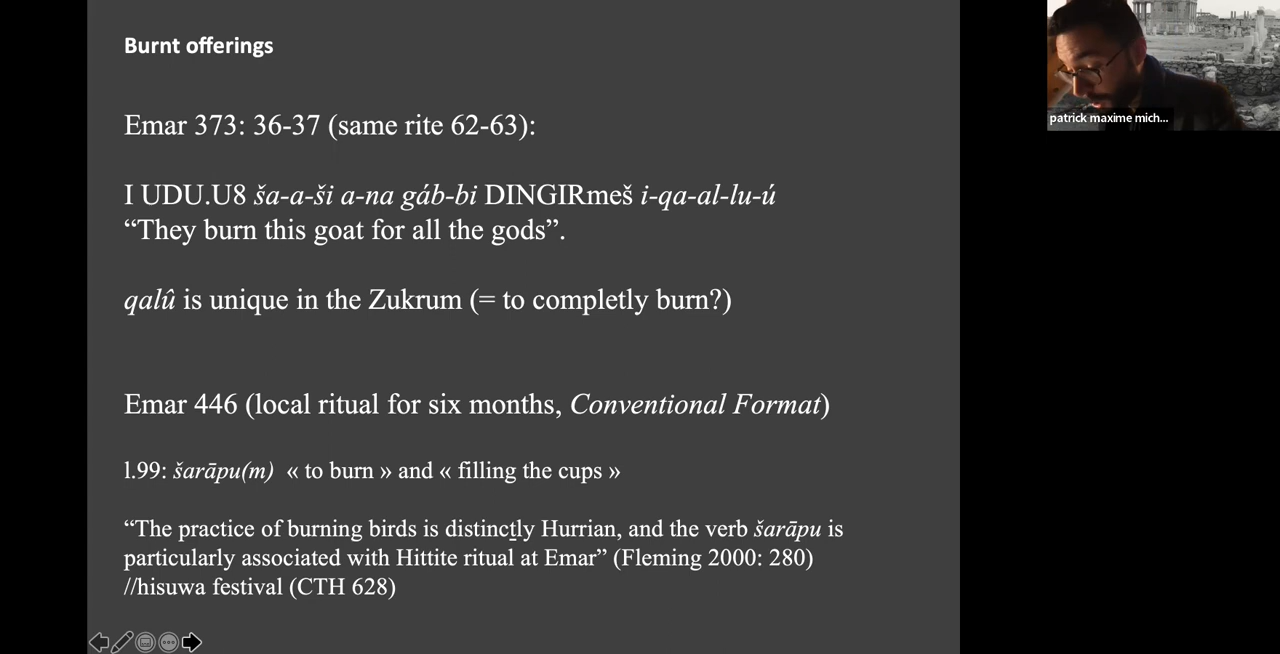 Burnt offerings
Emar 373: 36-37 (same rite 62-63):
I UDU.U8 ša-a-ši a-na gáb-bi DINGIRmeš i-qa-al-lu-ú
“They burn this goat for all the gods”.
qalû is unique in the Zukrum (= to completly burn?)
Emar 446 (local ritual for six months, Conventional Format)
l.99: šarāpu(m) « to burn » and « filling the cups »
“The practice of burning birds is distincṯly Hurrian, and the verb šarāpu is
particularly associated with Hittite ritual at Emar” (Fleming 2000: 280)
//hisuwa festival (CTH 628)
patrick maxime mich...